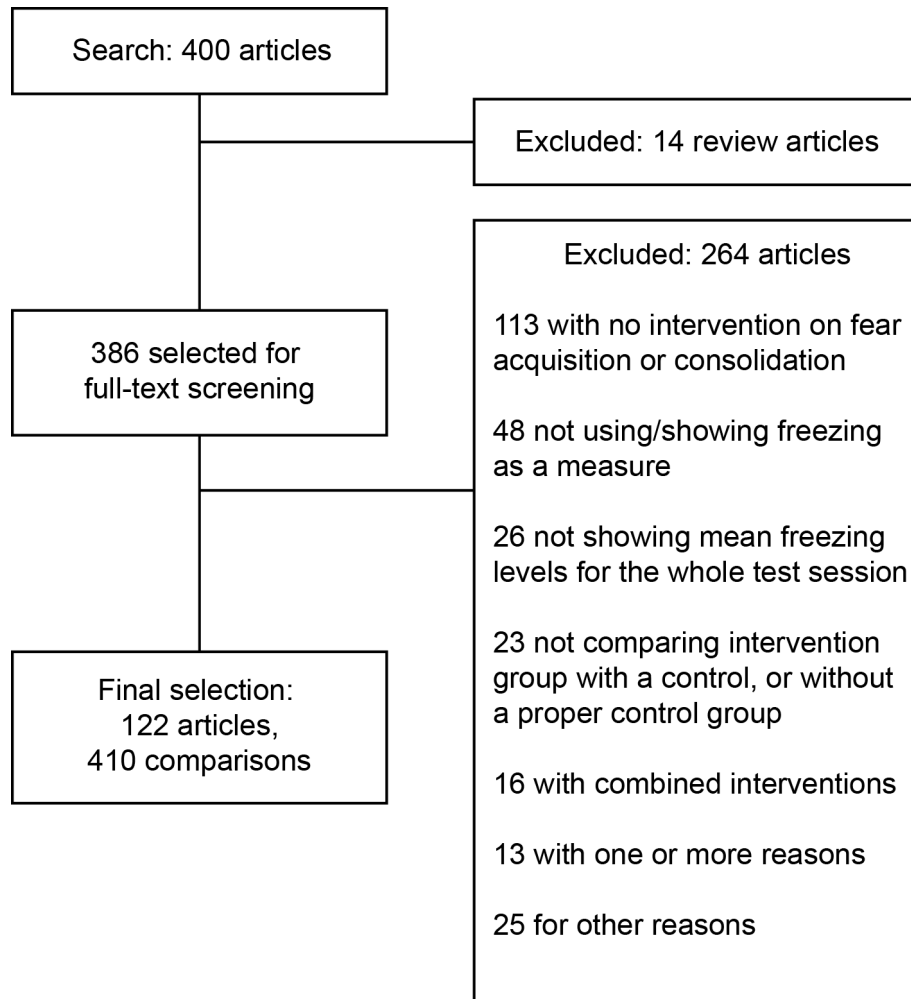 Search: 400 articles
Excluded: 14 review articles
Excluded: 264 articles
113 with no intervention on fear
acquisition or consolidation
386 selected for
full-text screening
48 not using/showing freezing
as a measure
26 not showing mean freezing
levels for the whole test session
23 not comparing intervention
group with a control, or without
a proper control group
Final selection:
122 articles,
410 comparisons
16 with combined interventions
13 with one or more reasons
25 for other reasons